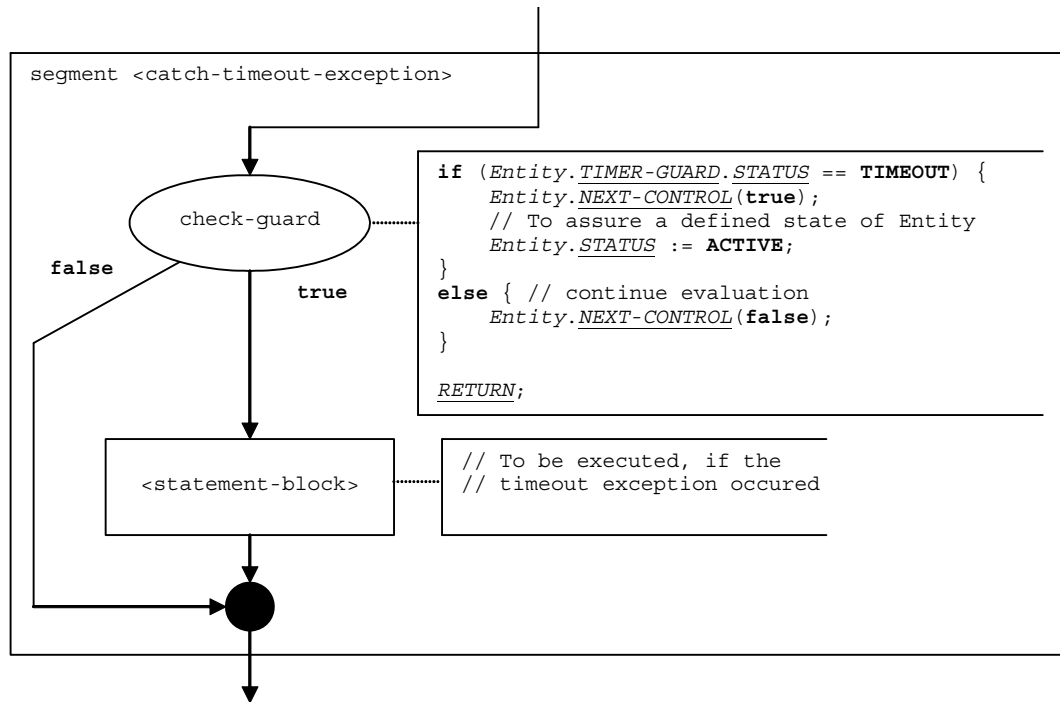 segment <catch-timeout-exception>
check-guard
false
true
if (Entity.TIMER-GUARD.STATUS == TIMEOUT) {
Entity.NEXT-CONTROL(true);
// To assure a defined state of Entity
Entity.STATUS := ACTIVE;
}
else { // continue evaluation
Entity.NEXT-CONTROL(false);
}
RETURN;
<statement-block>
// To be executed, if the
// timeout exception occured